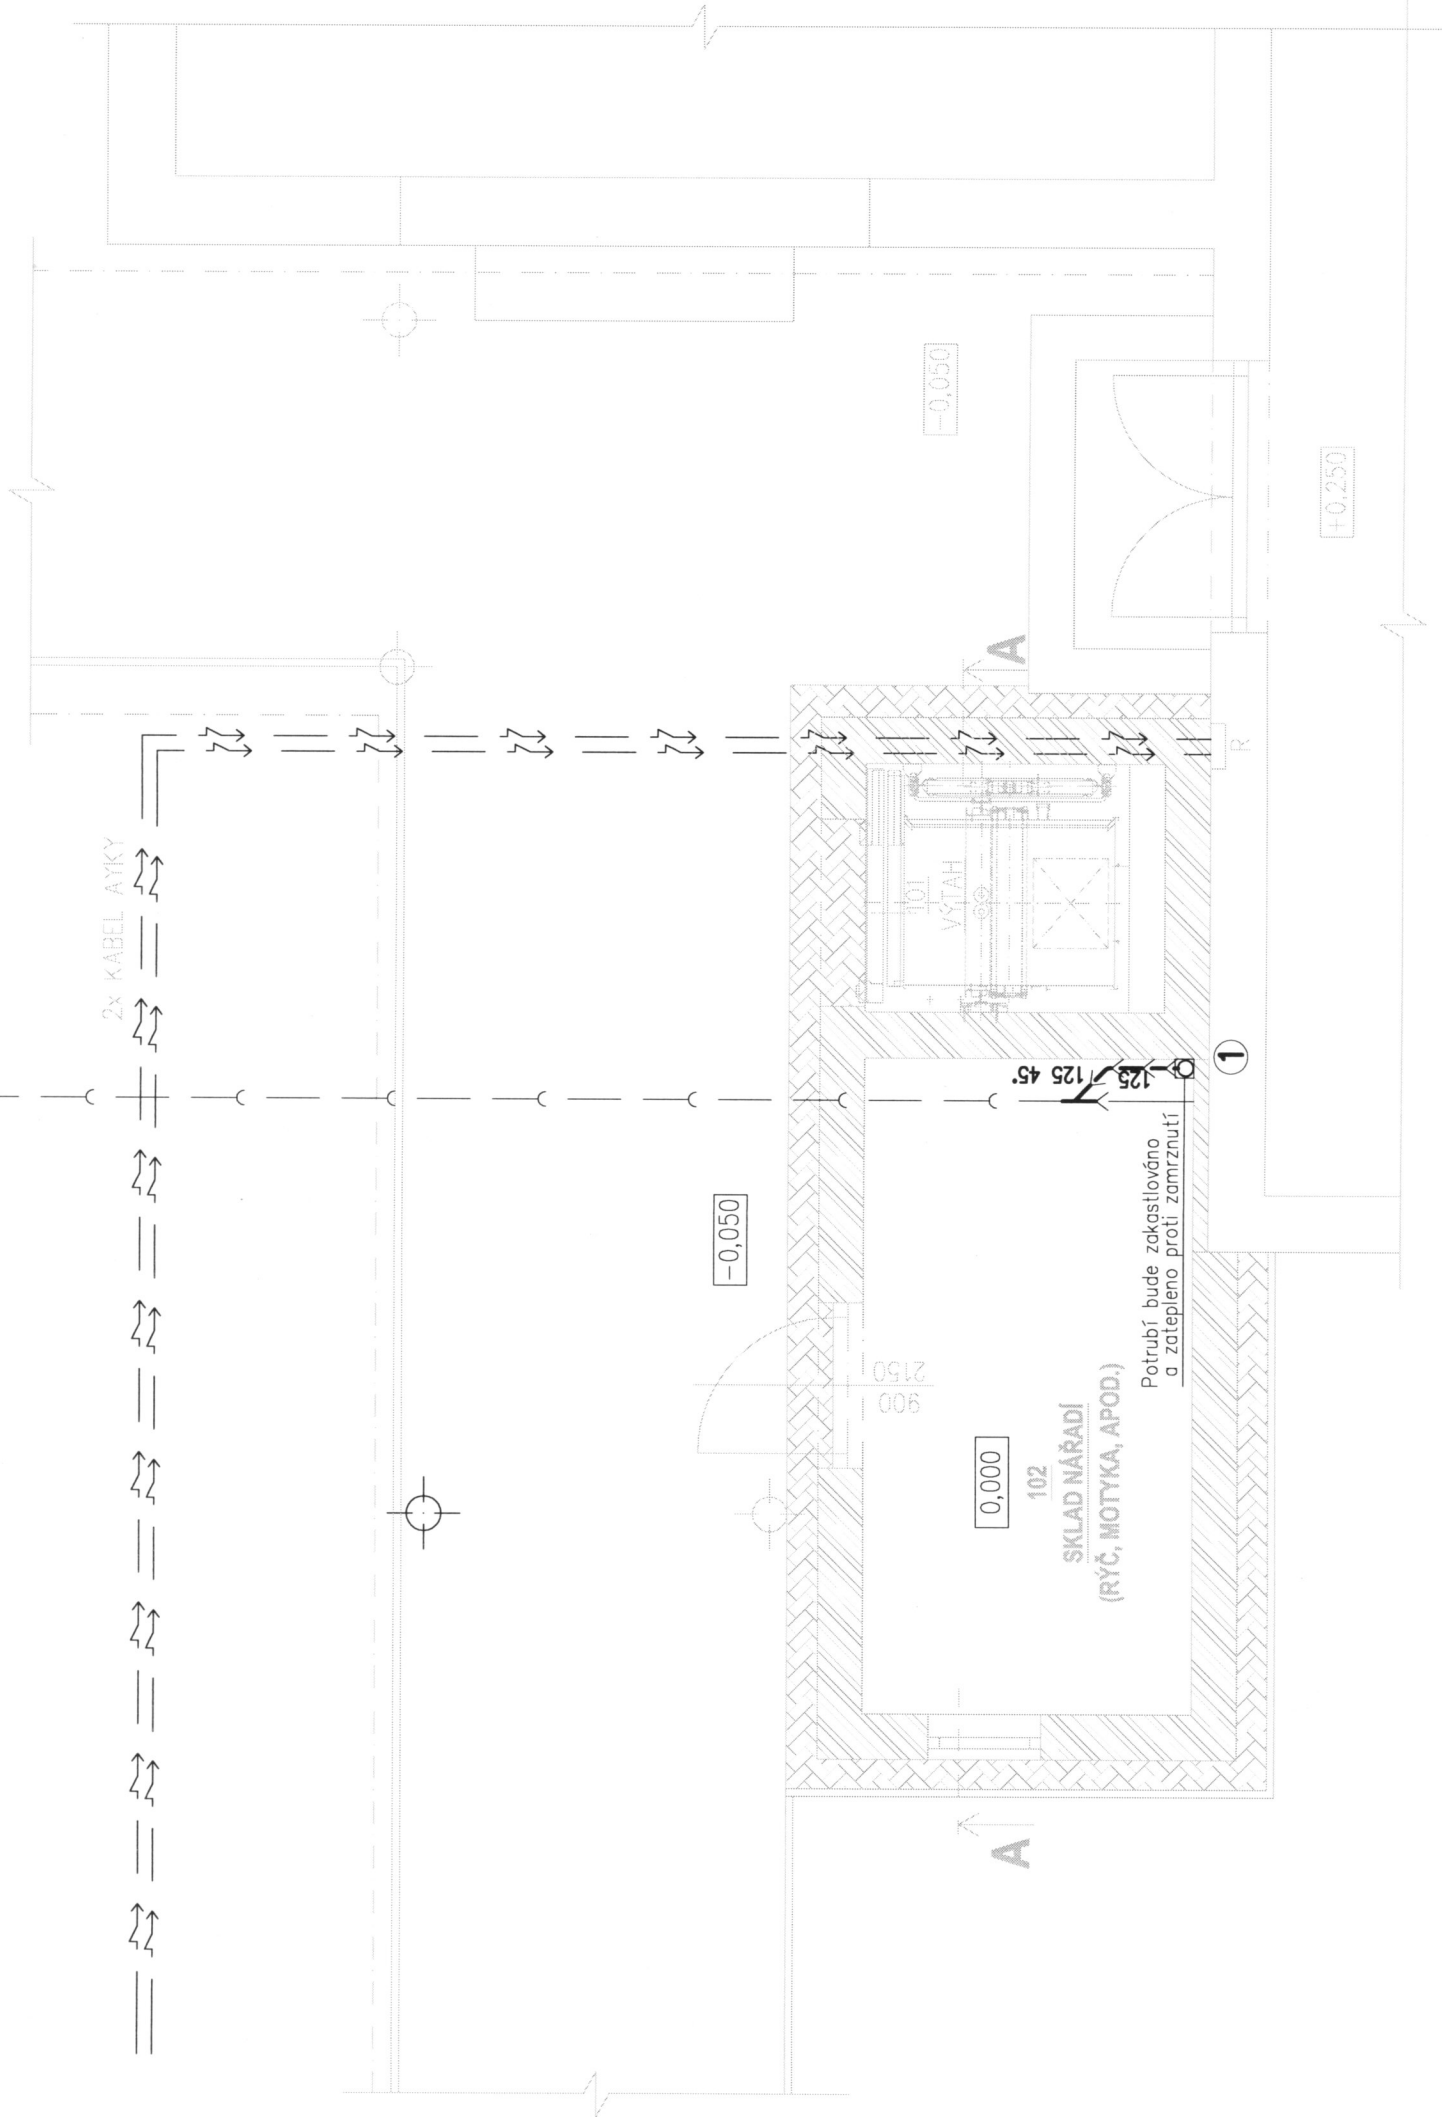 2x KABEL AYKY
-0,050
+0,250
A
R
101
VÝTAH
125 45°
125
1
-0,050
Potrubí bude zakastlováno
a zatepleno proti zamrznutí
900
2150
0,000
102
SKLAD NÁŘADÍ
(RÝČ, MOTYKA, APOD.)
A